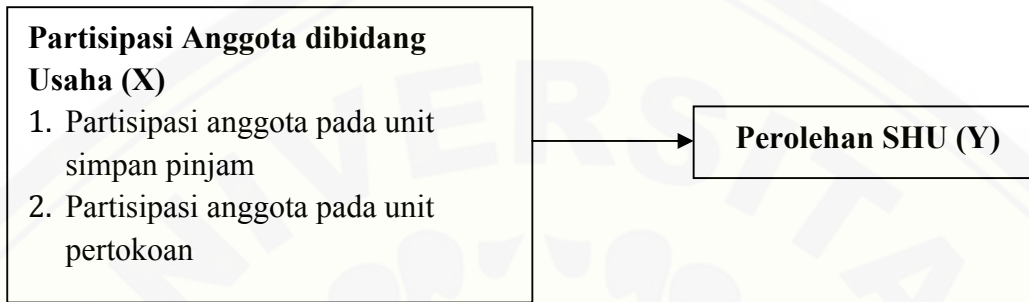 Partisipasi Anggota dibidang
Usaha (X)
1. Partisipasi anggota pada unit
simpan pinjam
2. Partisipasi anggota pada unit
pertokoan
Perolehan SHU (Y)